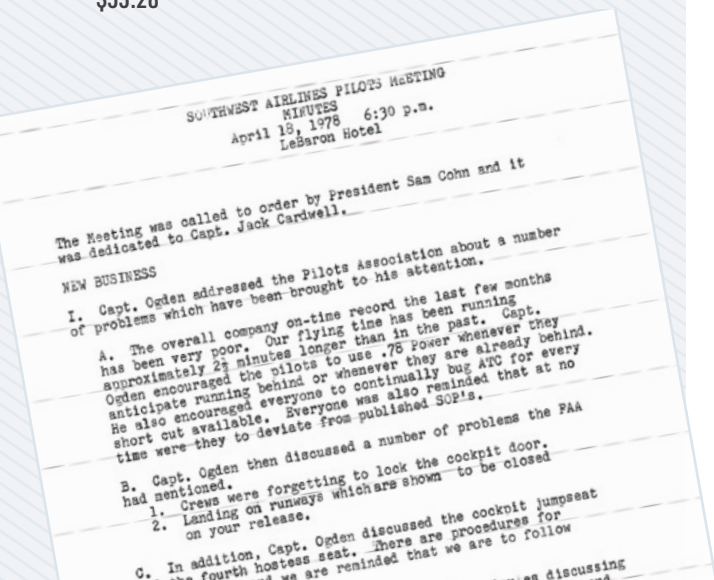 $55.20
SOUTHWEST AIRLINES PILOTS MEETING
MINUTES
April 18, 1978 6:30 p.m.
LeBaron Hotel
The Meeting was called to order by President Sam Cohn and it
was dedicated to Capt. Jack Cardwell.
NEW BUSINESS
I. Capt. Ogden addressed the Pilots Association about a number
of problems which have been brought to his attention.
A. The overall company on-time record the last few months
has been very poor. Our flying time has been running
approximately 2½ minutes longer than in the past. Capt.
Ogden encouraged the pilots to use .78 Power whenever they
anticipate running behind or whenever they are already behind.
He also encouraged everyone to continually bug ATC for every
short cut available. Everyone was also reminded that at no
time were they to deviate from published SOP's.
B. Capt. Ogden then discussed a number of problems the FAA
had mentioned.
1. Crews were forgetting to lock the cockpit door.
2. Landing on runways which are shown to be closed
on your release.
C. In addition, Capt. Ogden discussed the cockpit jumpseat
the fourth hostess seat. There are procedures for
we are reminded that we are to follow
discussing